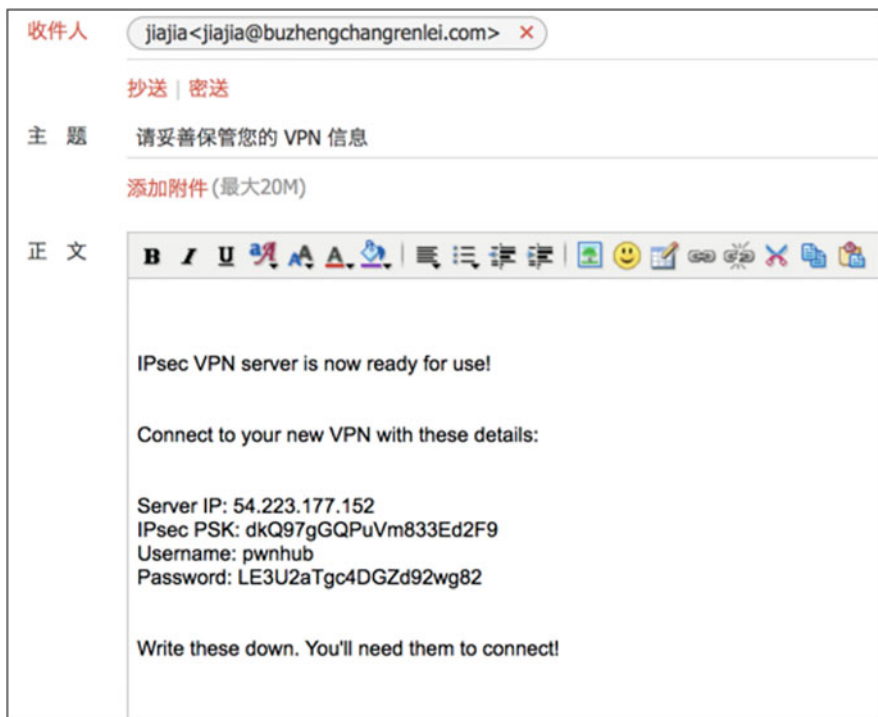 收件人 jiajia<jiajia@buzhengchangrenlei.com> ×
抄送 | 密送
主 题 请妥善保管您的 VPN 信息
添加附件(最大20M)
正 文
IPsec VPN server is now ready for use!
Connect to your new VPN with these details:
Server IP: 54.223.177.152
IPsec PSK: dkQ97gGQPuVm833Ed2F9
Username: pwnhub
Password: LE3U2aTgc4DGZd92wg82
Write these down. You'll need them to connect!